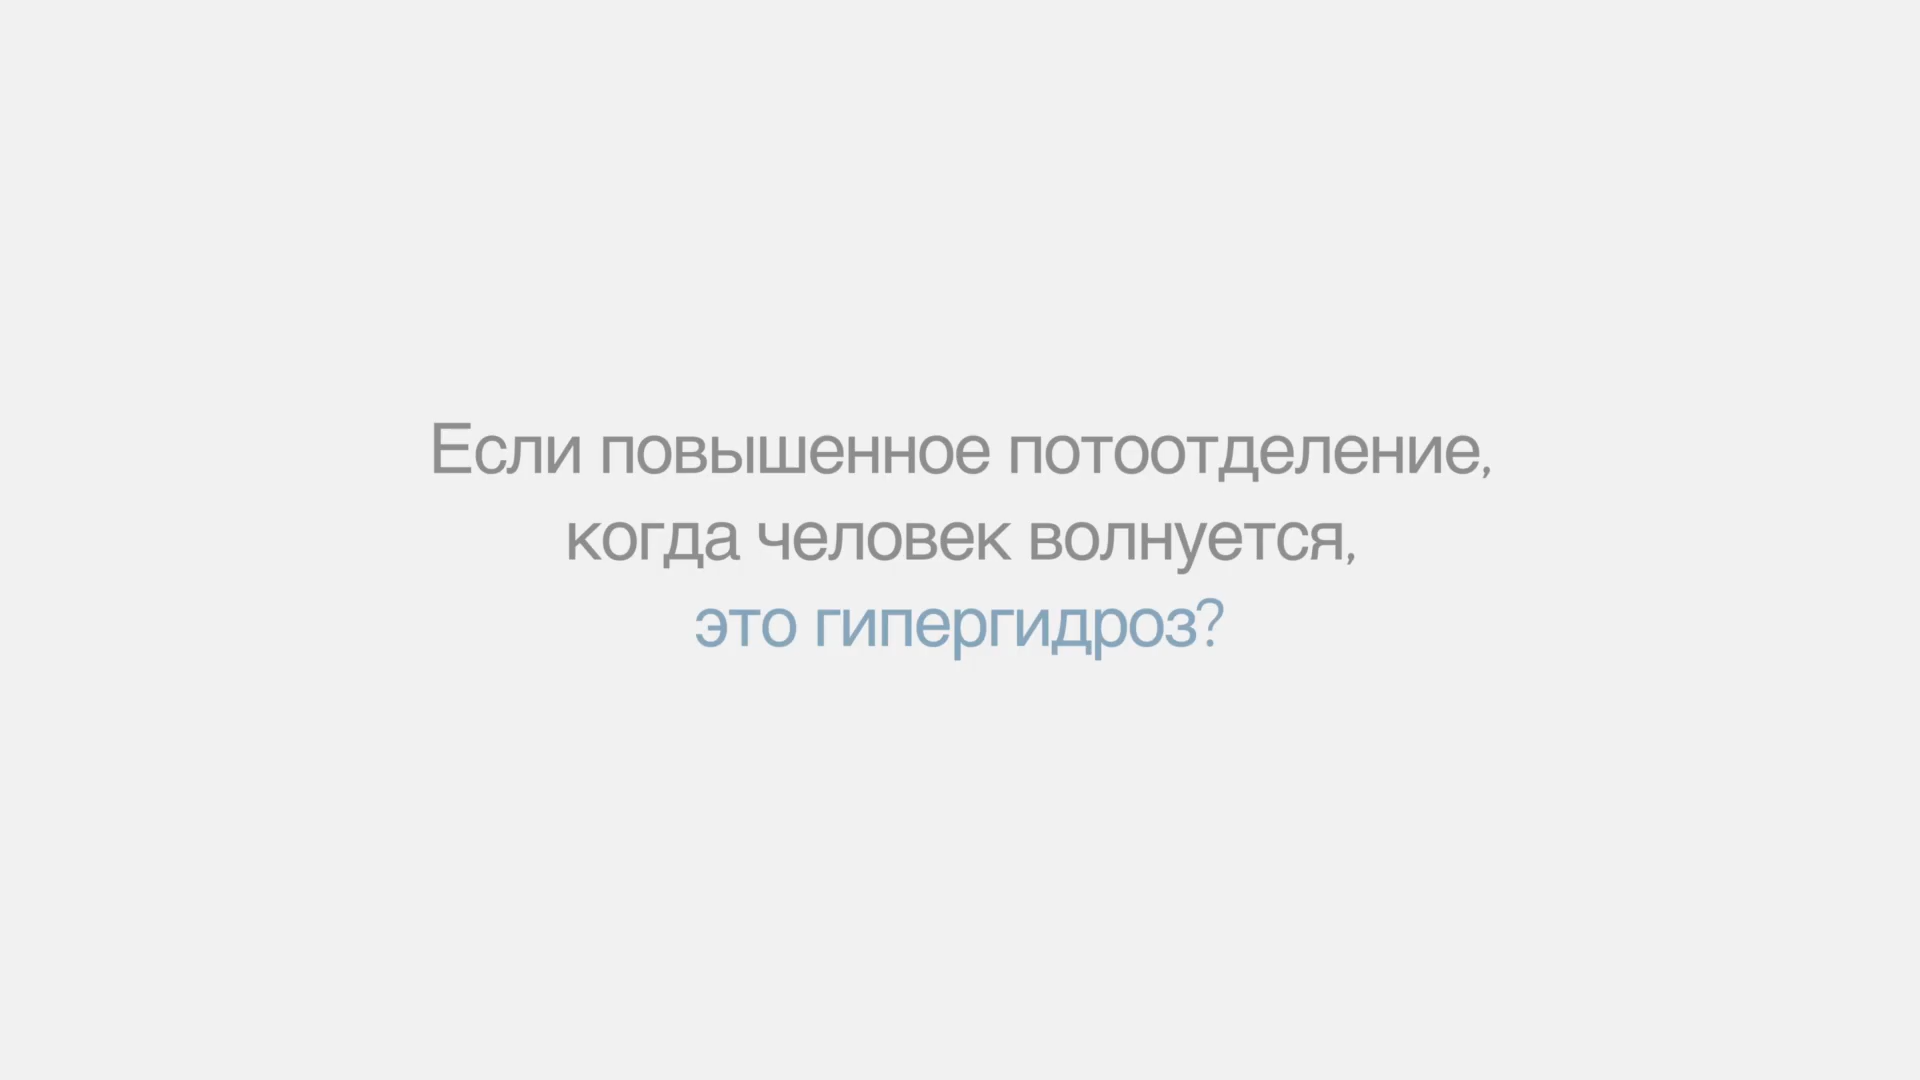 Если повышенное потоотделение,
когда человек волнуется,
это гипергидроз?